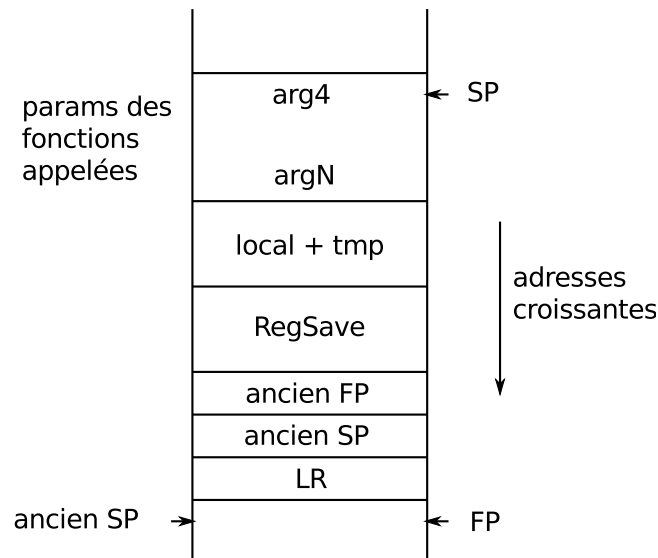 arg4
SP
params des
fonctions
appelées
argN
local + tmp
adresses
croissantes
RegSave
ancien FP
ancien SP
LR
ancien SP
FP